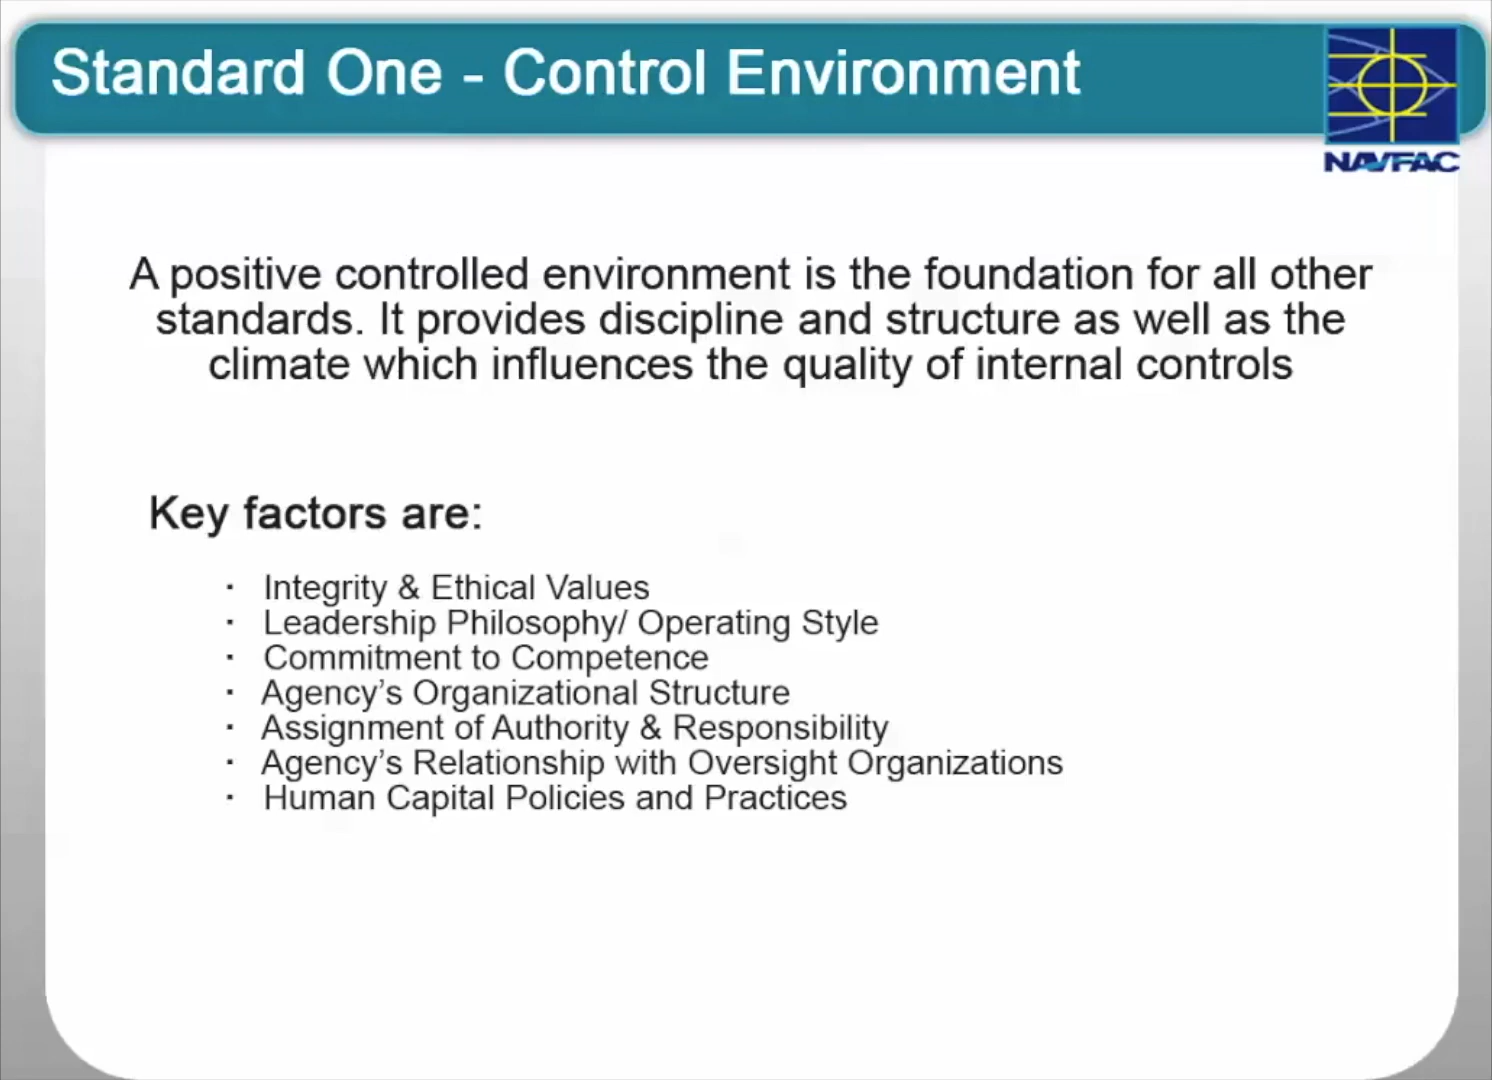 Standard One - Control Environment
NAVFAC
A positive controlled environment is the foundation for all other
standards. It provides discipline and structure as well as the
climate which influences the quality of internal controls
Key factors are:
· Integrity & Ethical Values
· Leadership Philosophy/ Operating Style
· Commitment to Competence
· Agency’s Organizational Structure
· Assignment of Authority & Responsibility
· Agency’s Relationship with Oversight Organizations
· Human Capital Policies and Practices